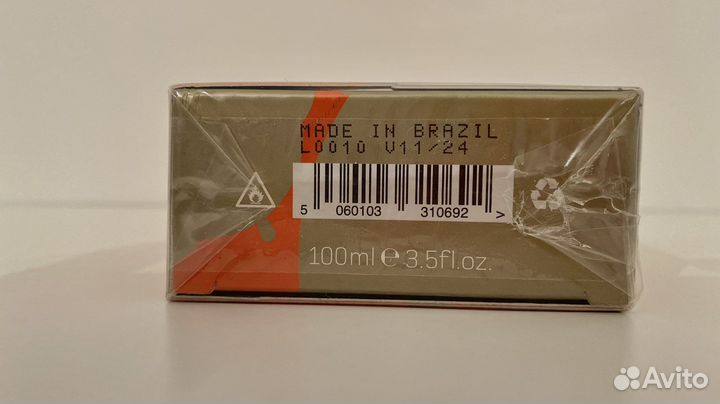 MADE IN BRAZIL
L0010 V11/24
5 060103 310692 >
100ml ℮ 3.5fl.oz.
Avito